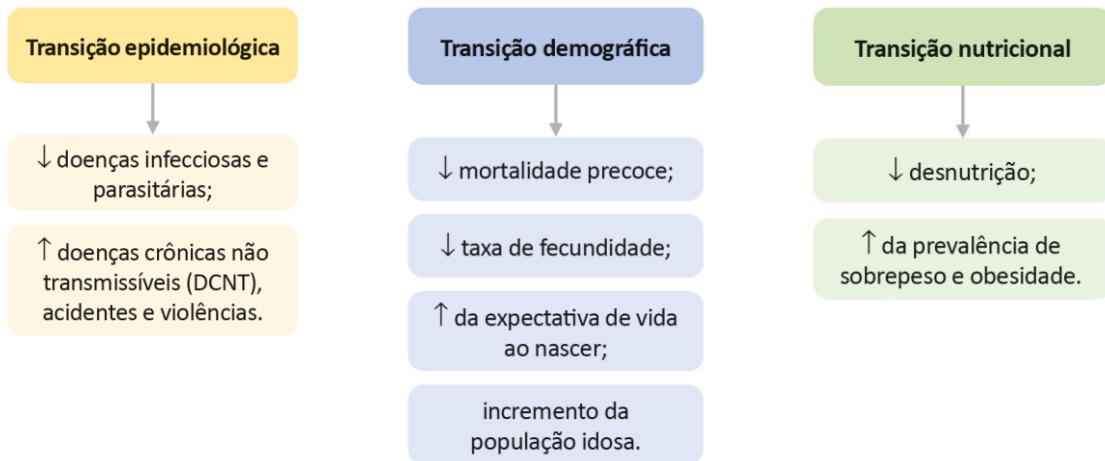 Transição epidemiológica
↓ doenças infecciosas e
parasitárias;
↑ doenças crônicas não
transmissíveis (DCNT),
acidentes e violências.
Transição demográfica
↓ mortalidade precoce;
↓ taxa de fecundidade;
↑ da expectativa de vida
ao nascer;
incremento da
população idosa.
Transição nutricional
↓ desnutrição;
↑ da prevalência de
sobrepeso e obesidade.